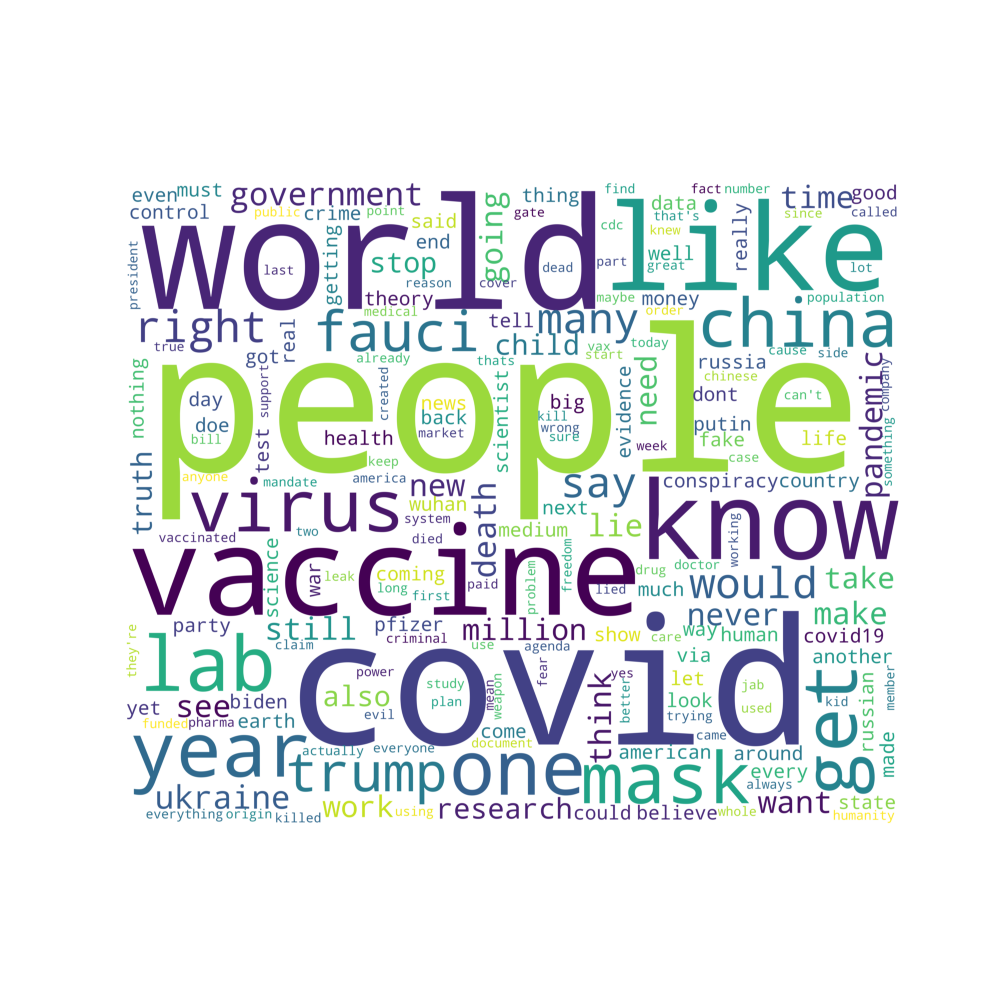 even must government thing find fact number time good
control public crime point said gate cdc that's data since called
world like
president last getting stop end going dead part knew well really great lot
reason cover maybe money population
theory medical order
right fauci tell many china
true got real already thats child vax start today cause side
people
nothing day doe bill support created news back market scientist big kill wrong sure evidence need russia chinese dont putin fake case life can't pandemic company something
truth test health keep america week
anyone mandate new say conspiracy country
virus wuhan death next know
vaccinated two system died medium lie working
vaccine
science war leak coming long first paid problem freedom drug lied doctor much would take
they're party still claim pfizer criminal million use agenda show care way never human make covid19
lab covid
power fear yes let via another
yet see biden also study plan evil mean weapon think better look trying jab used kid get russian member
funded pharma earth come came
year actually everyone document american around made
trump one mask every always
ukraine want state
everything origin killed work using research could believe whole humanity